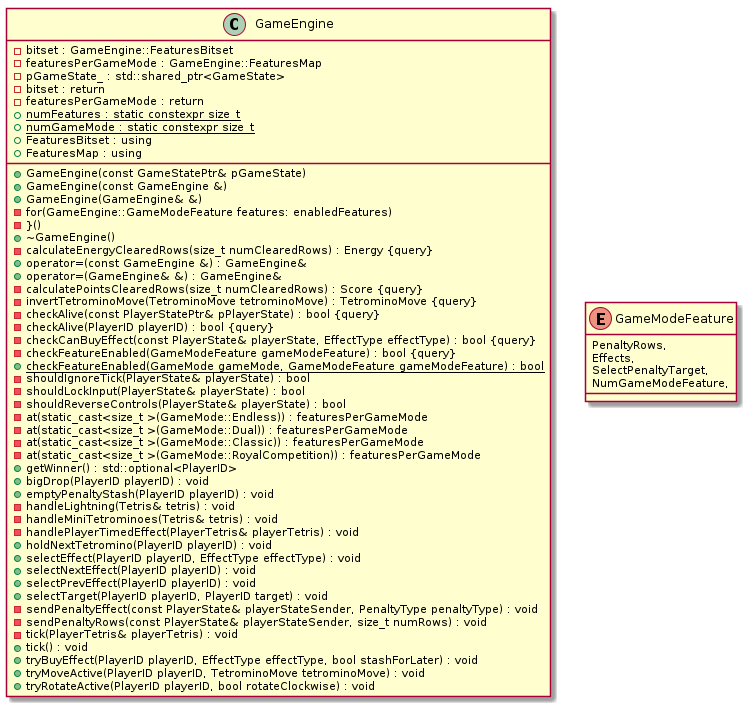 C GameEngine
bitset : GameEngine::FeaturesBitset
featuresPerGameMode : GameEngine::FeaturesMap
pGameState_ : std::shared_ptr<GameState>
bitset : return
featuresPerGameMode : return
numFeatures : static constexpr size_t
numGameMode : static constexpr size_t
FeaturesBitset : using
FeaturesMap : using
GameEngine(const GameStatePtr& pGameState)
GameEngine(const GameEngine &)
GameEngine(GameEngine& &)
for(GameEngine::GameModeFeature features: enabledFeatures)
}()
~GameEngine()
calculateEnergyClearedRows(size_t numClearedRows) : Energy {query}
operator=(const GameEngine &) : GameEngine&
operator=(GameEngine& &) : GameEngine&
calculatePointsClearedRows(size_t numClearedRows) : Score {query}
invertTetrominoMove(TetrominoMove tetrominoMove) : TetrominoMove {query}
checkAlive(const PlayerStatePtr& pPlayerState) : bool {query}
checkAlive(PlayerID playerID) : bool {query}
checkCanBuyEffect(const PlayerState& playerState, EffectType effectType) : bool {query}
checkFeatureEnabled(GameModeFeature gameModeFeature) : bool {query}
checkFeatureEnabled(GameMode gameMode, GameModeFeature gameModeFeature) : bool
shouldIgnoreTick(PlayerState& playerState) : bool
shouldLockInput(PlayerState& playerState) : bool
shouldReverseControls(PlayerState& playerState) : bool
at(static_cast<size_t >(GameMode::Endless)) : featuresPerGameMode
at(static_cast<size_t >(GameMode::Dual)) : featuresPerGameMode
at(static_cast<size_t >(GameMode::Classic)) : featuresPerGameMode
at(static_cast<size_t >(GameMode::RoyalCompetition)) : featuresPerGameMode
getWinner() : std::optional<PlayerID>
bigDrop(PlayerID playerID) : void
emptyPenaltyStash(PlayerID playerID) : void
handleLightning(Tetris& tetris) : void
handleMiniTetrominoes(Tetris& tetris) : void
handlePlayerTimedEffect(PlayerTetris& playerTetris) : void
holdNextTetromino(PlayerID playerID) : void
selectEffect(PlayerID playerID, EffectType effectType) : void
selectNextEffect(PlayerID playerID) : void
selectPrevEffect(PlayerID playerID) : void
selectTarget(PlayerID playerID, PlayerID target) : void
sendPenaltyEffect(const PlayerState& playerStateSender, PenaltyType penaltyType) : void
sendPenaltyRows(const PlayerState& playerStateSender, size_t numRows) : void
tick(PlayerTetris& playerTetris) : void
tick() : void
tryBuyEffect(PlayerID playerID, EffectType effectType, bool stashForLater) : void
tryMoveActive(PlayerID playerID, TetrominoMove tetrominoMove) : void
tryRotateActive(PlayerID playerID, bool rotateClockwise) : void
E GameModeFeature
PenaltyRows,
Effects,
SelectPenaltyTarget,
NumGameModeFeature,